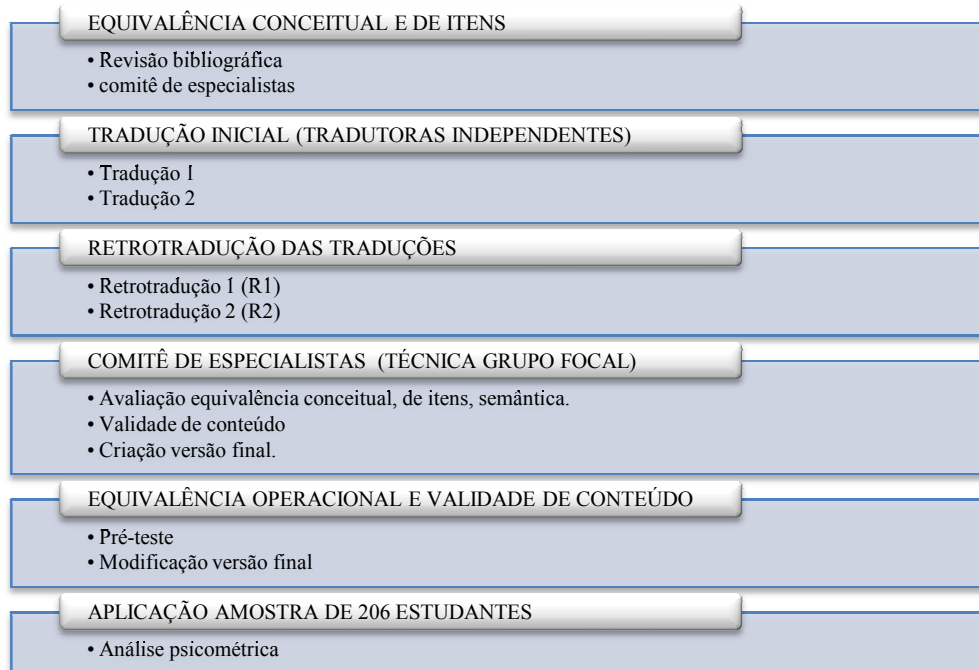 EQUIVALÊNCIA CONCEITUAL E DE ITENS
• Revisão bibliográfica
• comitê de especialistas
TRADUÇÃO INICIAL (TRADUTORAS INDEPENDENTES)
• Tradução 1
• Tradução 2
RETROTRADUÇÃO DAS TRADUÇÕES
• Retrotradução 1 (R1)
• Retrotradução 2 (R2)
COMITÊ DE ESPECIALISTAS (TÉCNICA GRUPO FOCAL)
• Avaliação equivalência conceitual, de itens, semântica.
• Validade de conteúdo
• Criação versão final.
EQUIVALÊNCIA OPERACIONAL E VALIDADE DE CONTEÚDO
• Pré-teste
• Modificação versão final
APLICAÇÃO AMOSTRA DE 206 ESTUDANTES
• Análise psicométrica